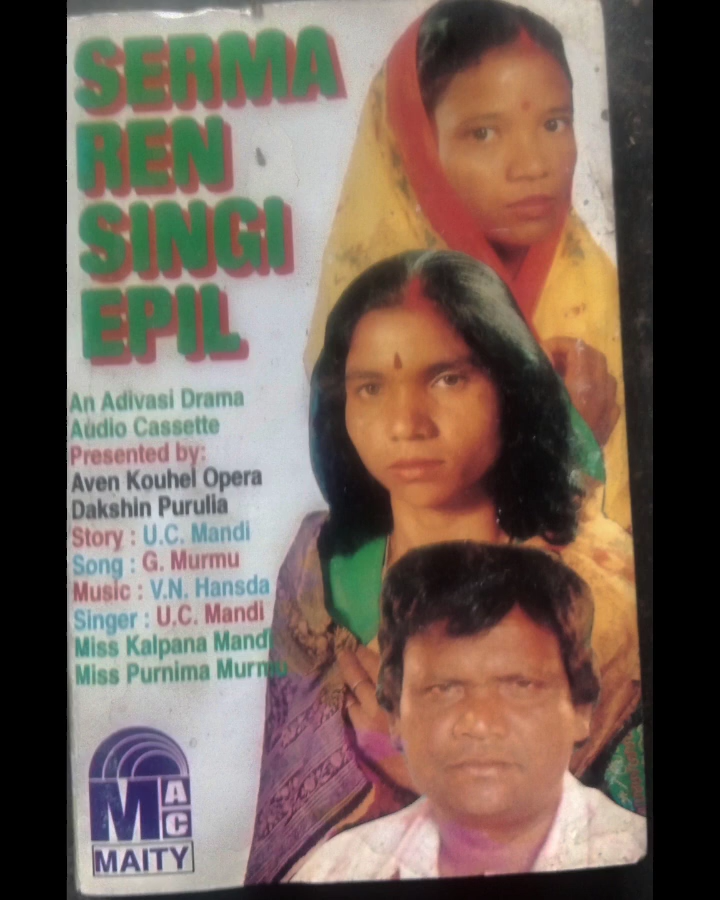 SERMA
REN
SINGI
EPIL
An Adivasi Drama
Audio Cassette
Presented by:
Aven Kouhel Opera
Dakshin Purulia
Story : U.C. Mandi
Song : G. Murmu
Music : V.N. Hansda
Singer : U.C. Mandi
Miss Kalpana Mandi
Miss Purnima Murmu
MAC
MAITY